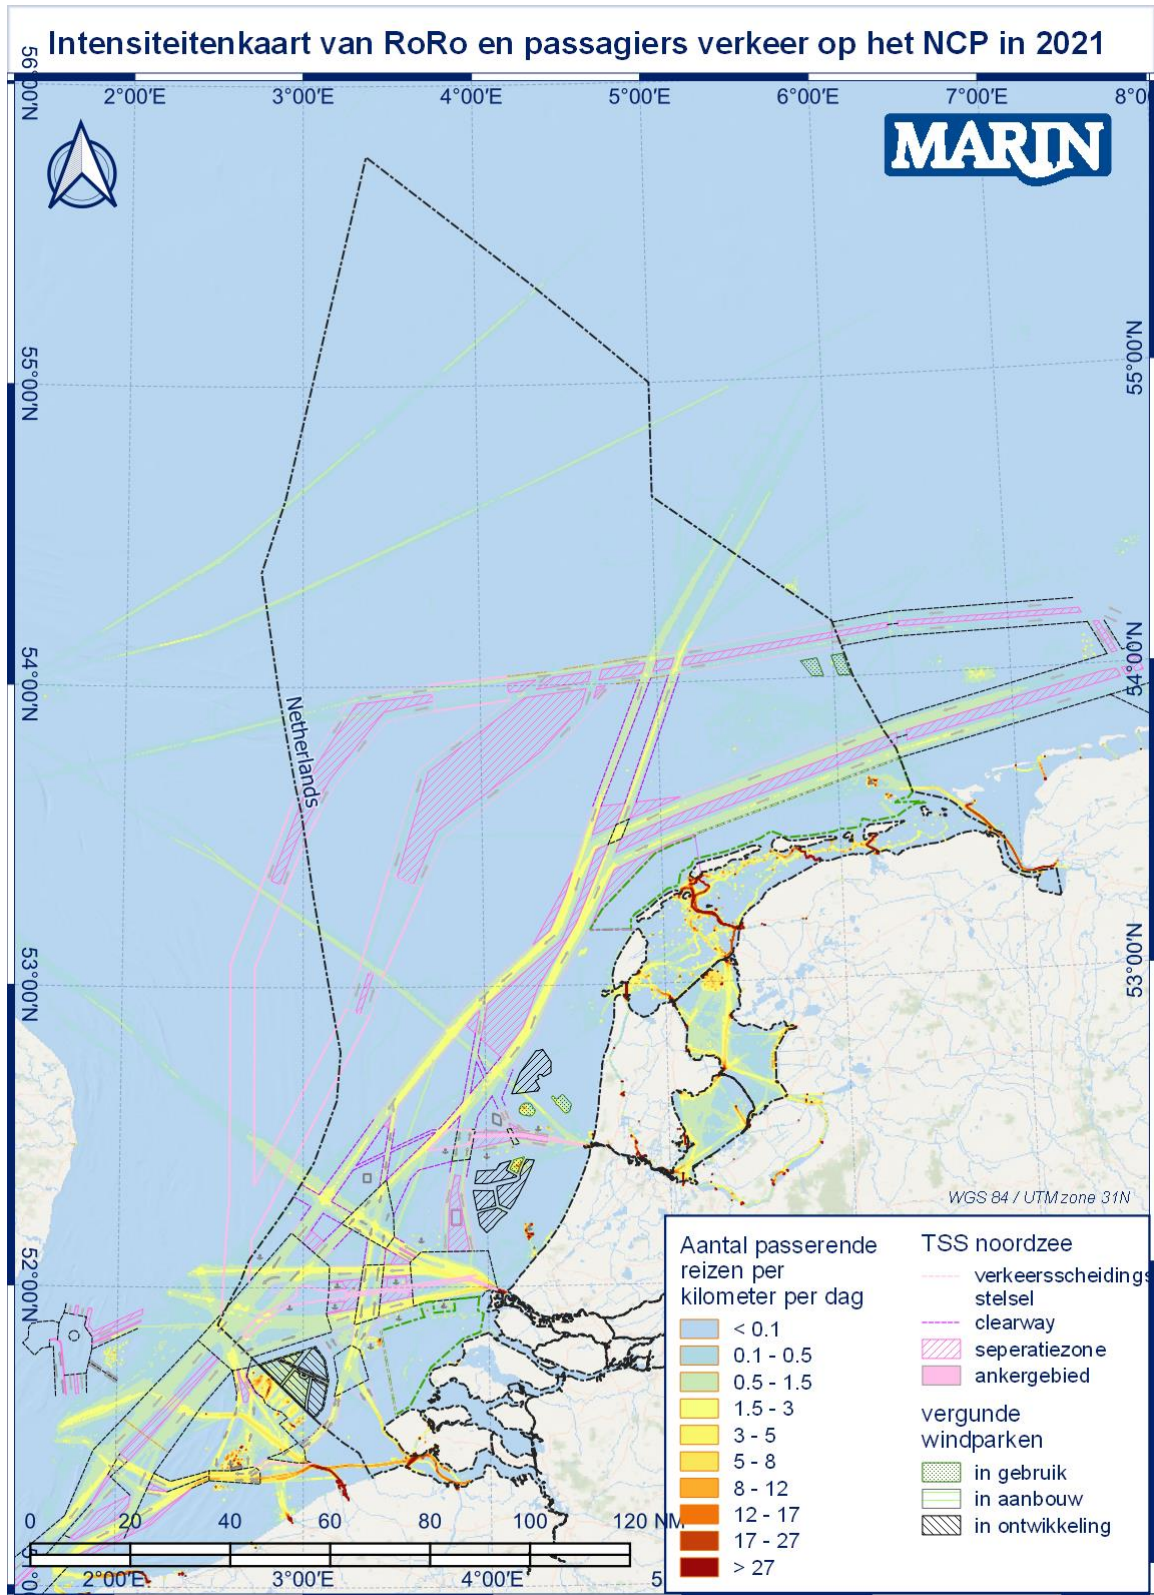 Intensiteitenkaart van RoRo en passagiers verkeer op het NCP in 2021
56°00'N
2°00'E 3°00'E 4°00'E 5°00'E 6°00'E 7°00'E 8°0
MARIN
55°00'N 55°00'N
54°00'N 54°00'N
Netherlands
53°00'N 53°00'N
WGS 84 / UTM zone 31N
52°00'N
Aantal passerende
reizen per
kilometer per dag
< 0.1
0.1 - 0.5
0.5 - 1.5
1.5 - 3
3 - 5
5 - 8
8 - 12
12 - 17
17 - 27
> 27
TSS noordzee
verkeersscheidings
stelsel
clearway
seperatiezone
ankergebied
vergunde
windparken
in gebruik
in aanbouw
in ontwikkeling
0 20 40 60 80 100 120 NM
2°00'E 3°00'E 4°00'E 5